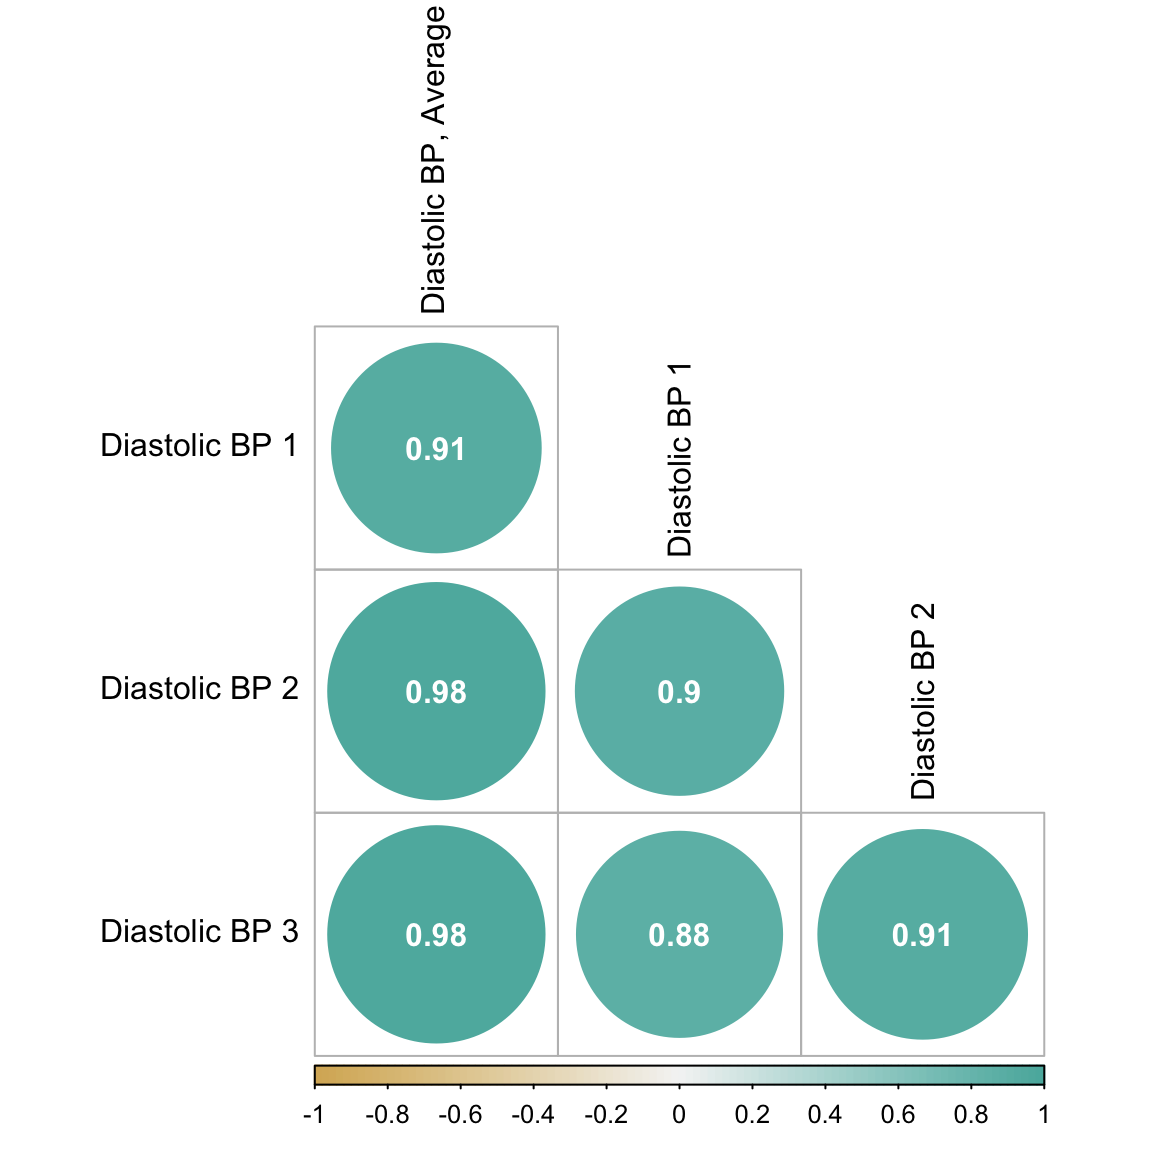 Diastolic BP, Average
Diastolic BP 1
Diastolic BP 1
0.91
Diastolic BP 2
Diastolic BP 2
0.98
0.9
Diastolic BP 3
0.98
0.88
0.91
-1 -0.8 -0.6 -0.4 -0.2 0 0.2 0.4 0.6 0.8 1